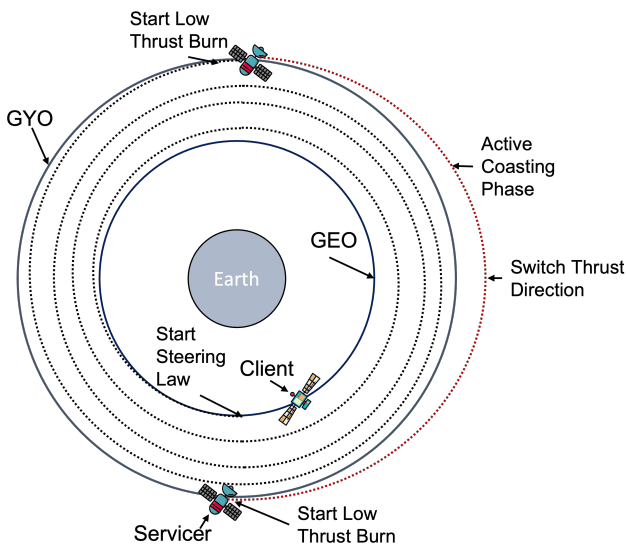 Start Low
Thrust Burn
GYO
Active
Coasting
Phase
GEO
Switch Thrust
Direction
Earth
Start
Steering
Law
Client
Start Low
Thrust Burn
Servicer